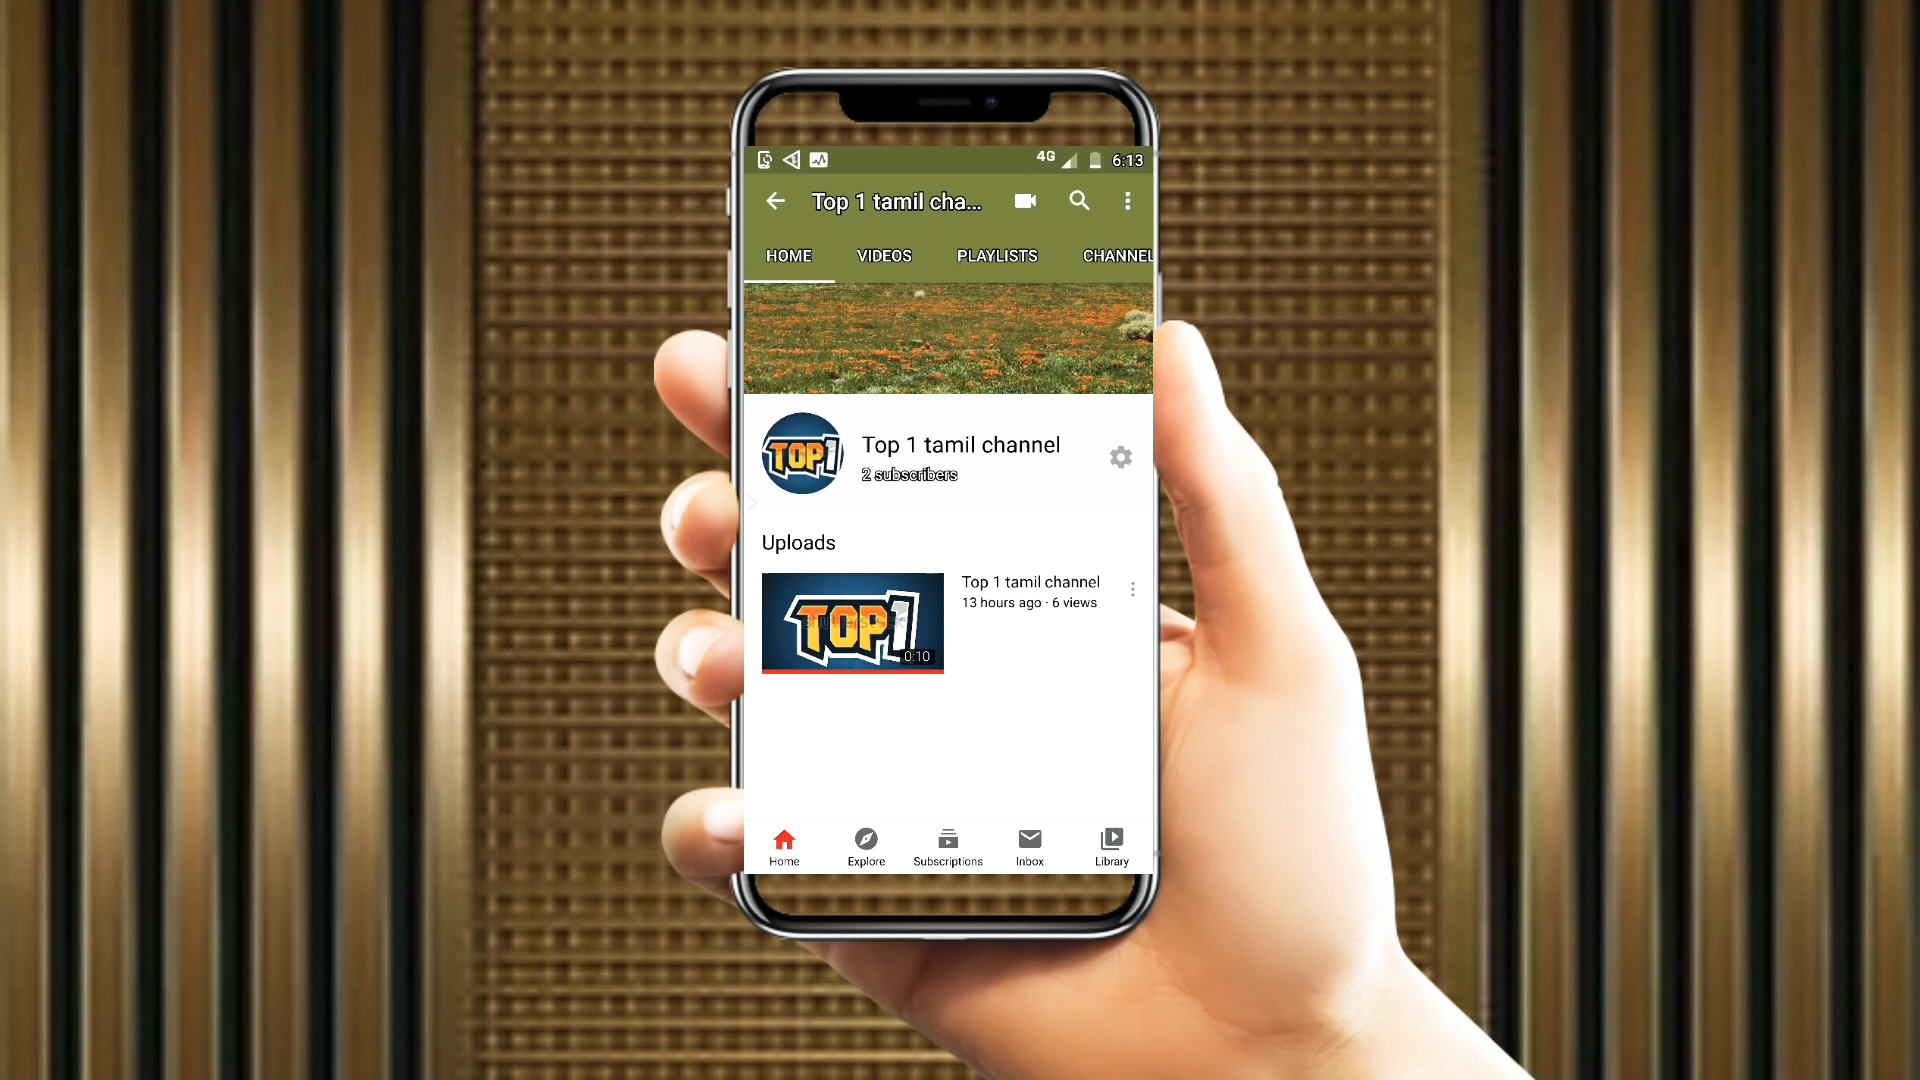 4G 6:13
Top 1 tamil cha...
HOME VIDEOS PLAYLISTS CHANNEL
TOP1
Top 1 tamil channel
2 subscribers
Uploads
TOP1
shutterstock
0:10
Top 1 tamil channel
13 hours ago · 6 views
Home Explore Subscriptions Inbox Library